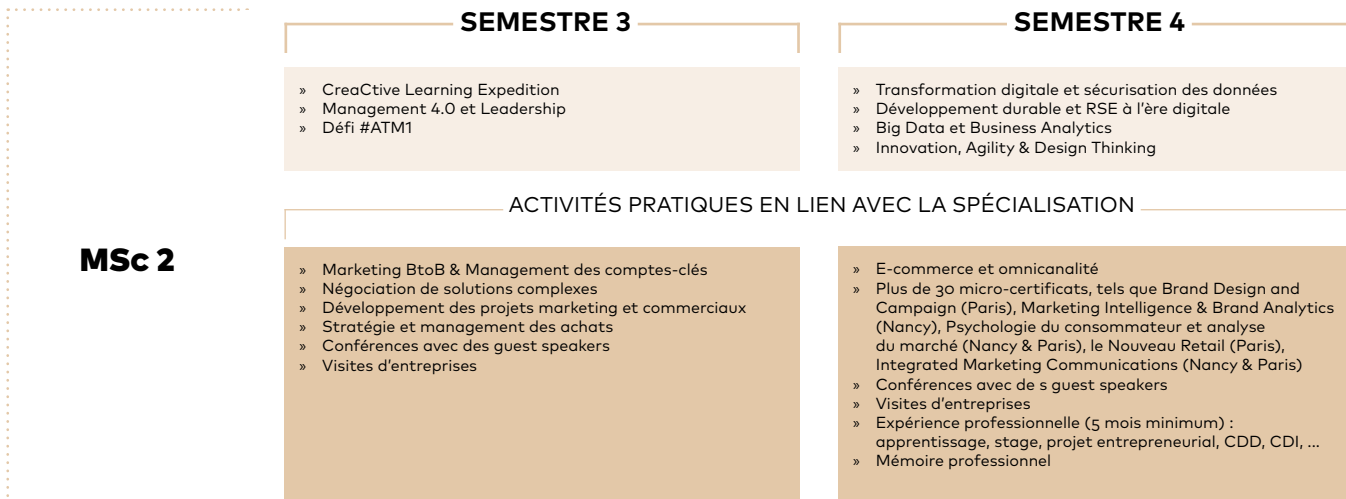 SEMESTRE 3
» CreaCtive Learning Expedition
» Management 4.0 et Leadership
» Défi #ATM1
SEMESTRE 4
» Transformation digitale et sécurisation des données
» Développement durable et RSE à l'ère digitale
» Big Data et Business Analytics
» Innovation, Agility & Design Thinking
ACTIVITÉS PRATIQUES EN LIEN AVEC LA SPÉCIALISATION
MSc 2
» Marketing BtoB & Management des comptes-clés
» Négociation de solutions complexes
» Développement des projets marketing et commerciaux
» Stratégie et management des achats
» Conférences avec des guest speakers
» Visites d'entreprises
» E-commerce et omnicanalité
» Plus de 30 micro-certificats, tels que Brand Design and
Campaign (Paris), Marketing Intelligence & Brand Analytics
(Nancy), Psychologie du consommateur et analyse
du marché (Nancy & Paris), le Nouveau Retail (Paris),
Integrated Marketing Communications (Nancy & Paris)
» Conférences avec de s guest speakers
» Visites d'entreprises
» Expérience professionnelle (5 mois minimum) :
apprentissage, stage, projet entrepreneurial, CDD, CDI, ...
» Mémoire professionnel